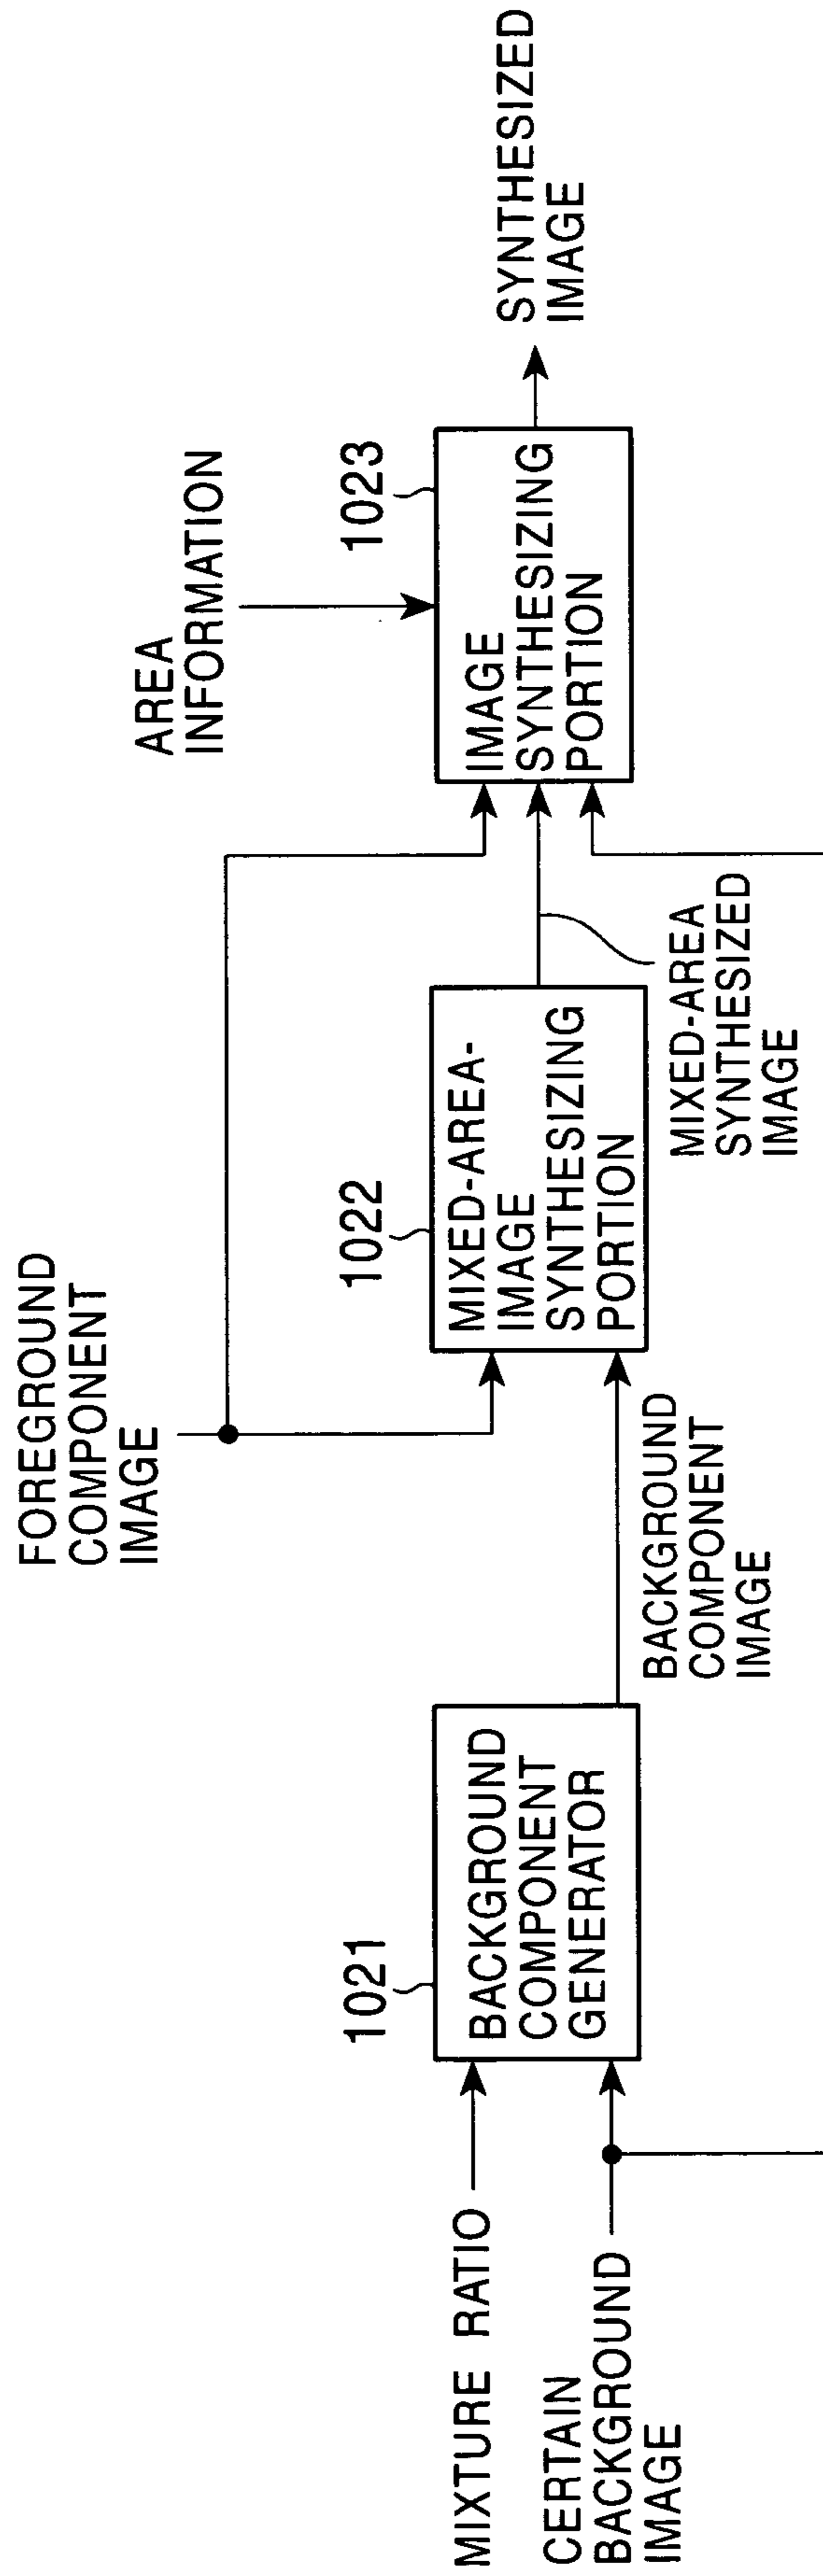 MIXTURE RATIO
CERTAIN
BACKGROUND
IMAGE
1021
BACKGROUND
COMPONENT
GENERATOR
BACKGROUND
COMPONENT
IMAGE
FOREGROUND
COMPONENT
IMAGE
1022
MIXED-AREA-
IMAGE
SYNTHESIZING
PORTION
MIXED-AREA
SYNTHESIZED
IMAGE
AREA
INFORMATION
1023
IMAGE
SYNTHESIZING
PORTION
SYNTHESIZED
IMAGE